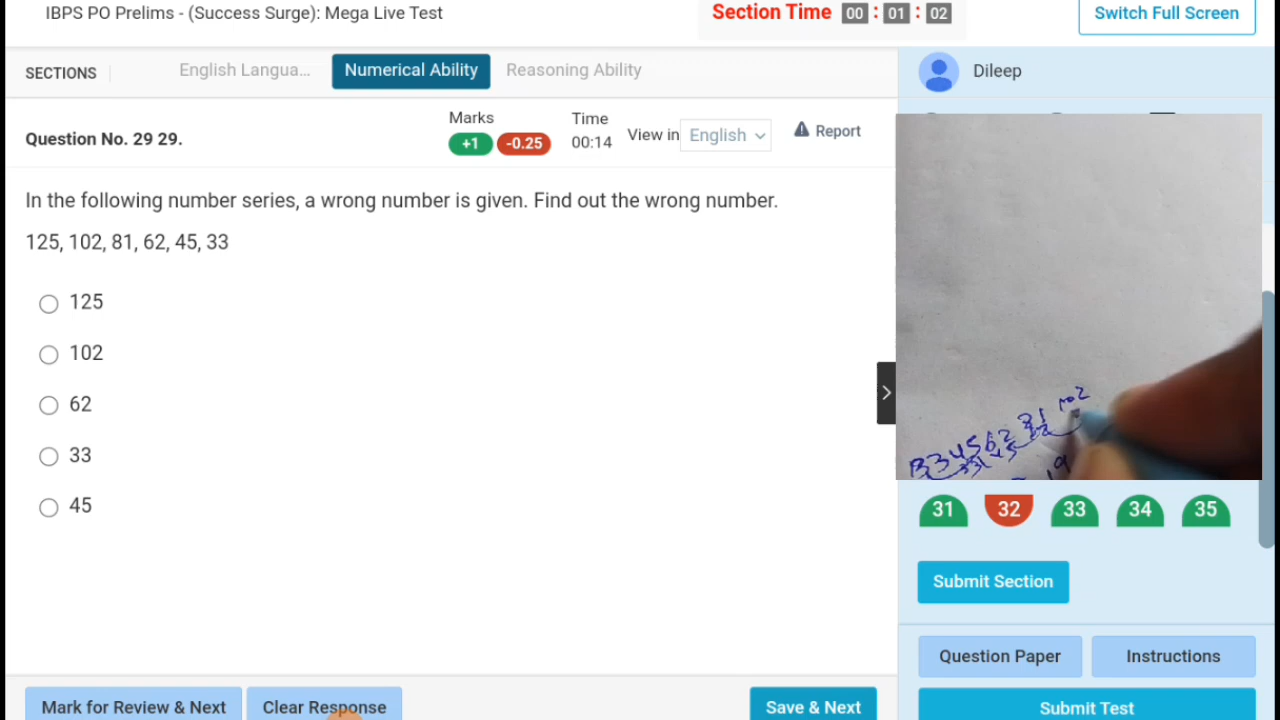 IBPS PO Prelims - (Success Surge): Mega Live Test
Section Time 00 : 01 : 02
Switch Full Screen
SECTIONS
English Langua...
Numerical Ability
Reasoning Ability
Dileep
Question No. 29 29.
Marks
+1 -0.25
Time
00:14
View in English
Report
In the following number series, a wrong number is given. Find out the wrong number.
125, 102, 81, 62, 45, 33
125
102
62
33
45
102
19
31 32 33 34 35
Submit Section
Question Paper
Instructions
Mark for Review & Next
Clear Response
Save & Next
Submit Test